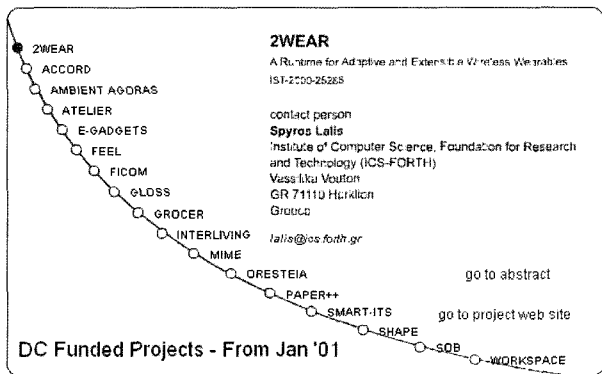 2WEAR
ACCORD
AMBIENT AGORAS
ATELIER
E-GADGETS
FEEL
FICOM
GLOSS
GROCER
INTERLIVING
MIME
ORESTEIA
PAPER++
SMART-ITS
SHAPE
SOB
WORKSPACE
2WEAR
A Runtime for Adaptive and Extensible Wireless Wearables
IST-2000-25286
contact person
Spyros Lalis
Institute of Computer Science, Foundation for Research
and Technology (ICS-FORTH)
Vassilika Vouton
GR 71110 Heraklion
Greece
lalis@ics.forth.gr
go to abstract
go to project web site
DC Funded Projects - From Jan '01